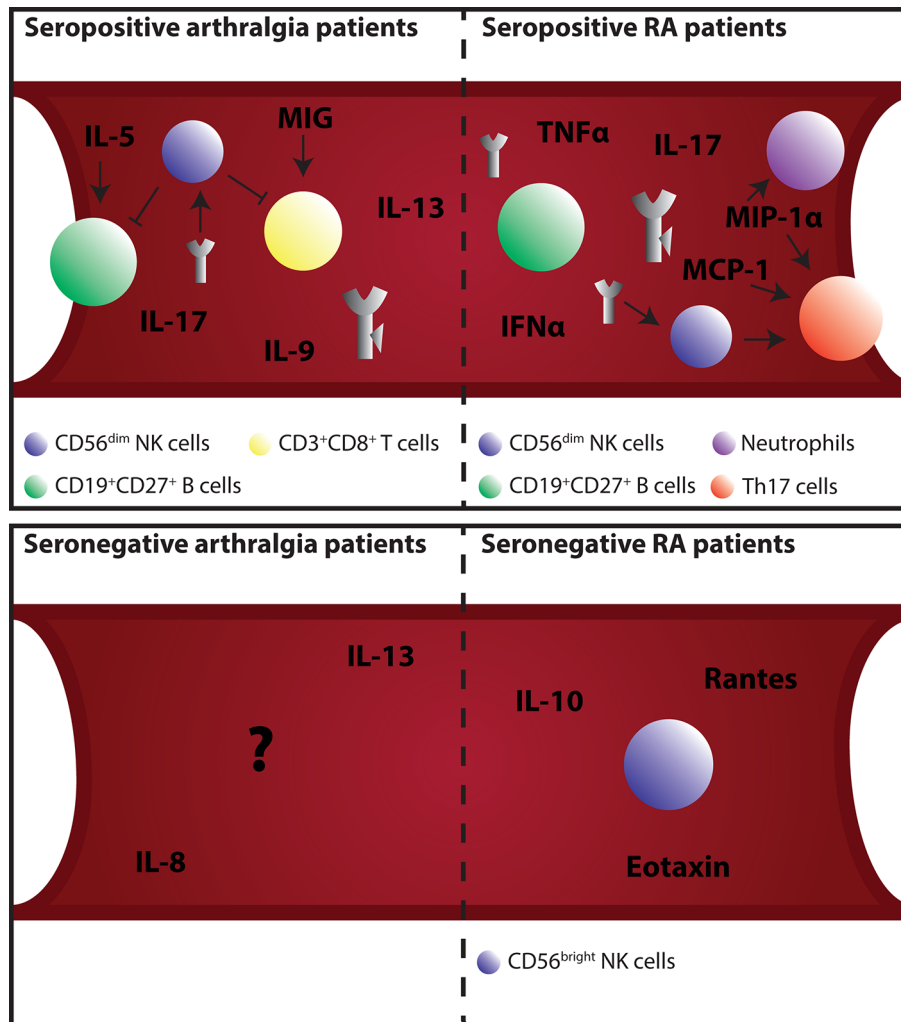 Seropositive arthralgia patients
Seropositive RA patients
IL-5
MIG
IL-13
IL-17
IL-9
TNFα
IL-17
MIP-1α
MCP-1
IFNα
CD56dim NK cells
CD3+CD8+ T cells
CD19+CD27+ B cells
CD56dim NK cells
Neutrophils
CD19+CD27+ B cells
Th17 cells
Seronegative arthralgia patients
Seronegative RA patients
IL-13
?
IL-8
IL-10
Rantes
Eotaxin
CD56bright NK cells